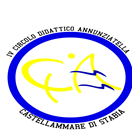 IV CIRCOLO DIDATTICO ANNUNZIATELLA
CASTELLAMMARE DI STABIA